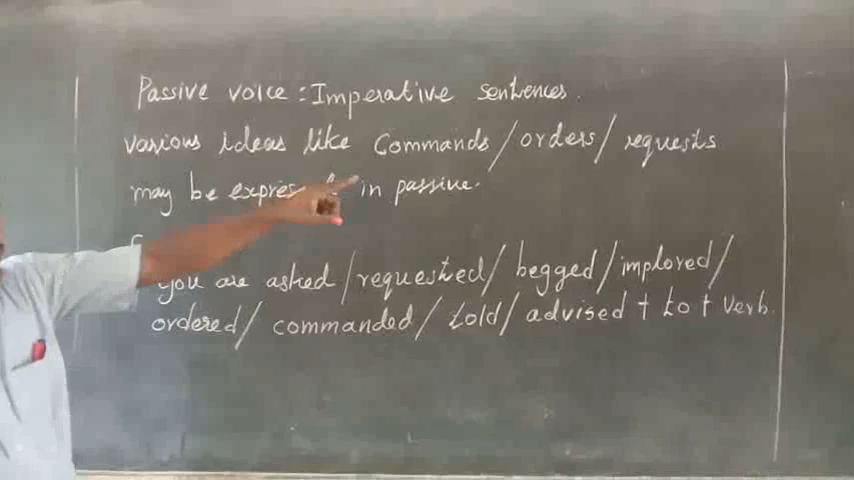 Passive voice : Imperative sentences.
various ideas like Commands/orders/requests
may be in passive.
You are asked/requested/begged/implored/
ordered/commanded/told/advised + to + verb.